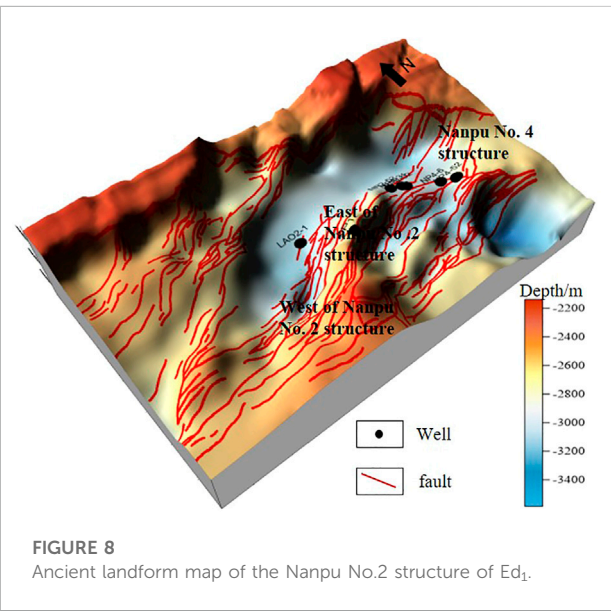 N
Nanpu No. 4
structure
East of
Nanpu No. 2
structure
LAO2-1
West of Nanpu
No. 2 structure
Depth/m
-2200
-2400
-2600
-2800
-3000
-3200
-3400
Well
fault
FIGURE 8
Ancient landform map of the Nanpu No.2 structure of Ed₁.